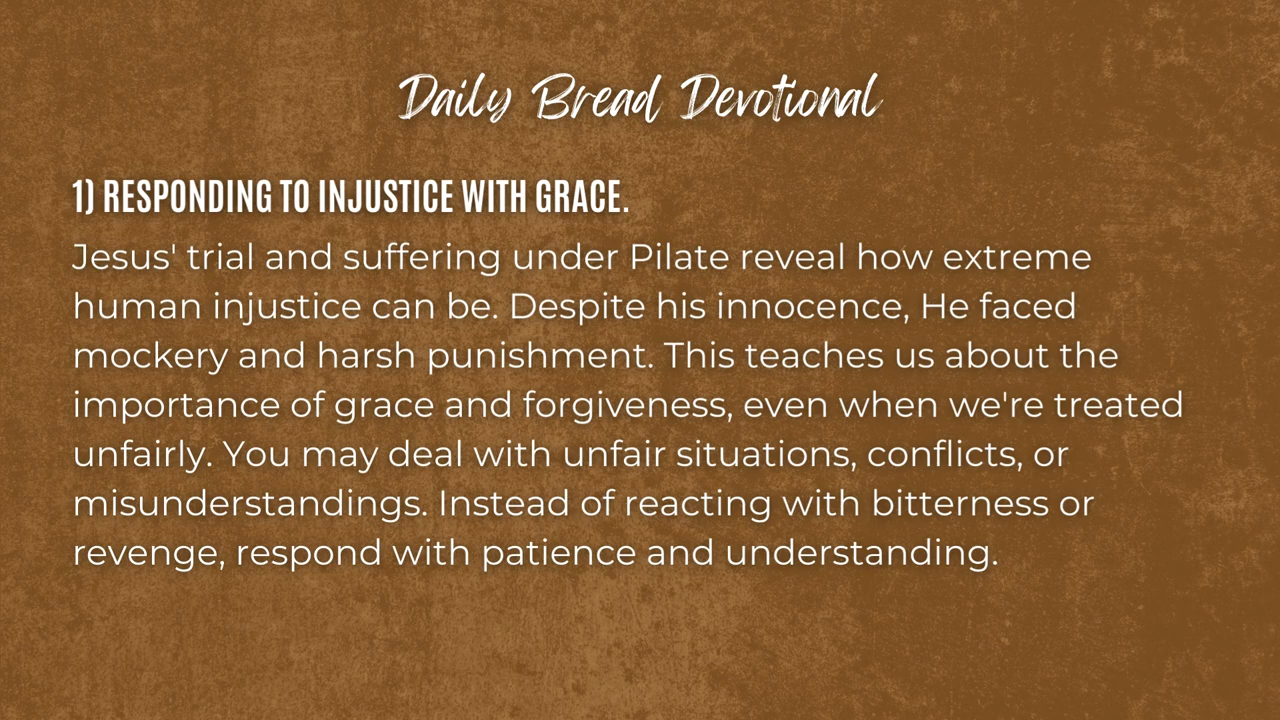 Daily Bread Devotional
1) RESPONDING TO INJUSTICE WITH GRACE.
Jesus' trial and suffering under Pilate reveal how extreme
human injustice can be. Despite his innocence, He faced
mockery and harsh punishment. This teaches us about the
importance of grace and forgiveness, even when we're treated
unfairly. You may deal with unfair situations, conflicts, or
misunderstandings. Instead of reacting with bitterness or
revenge, respond with patience and understanding.